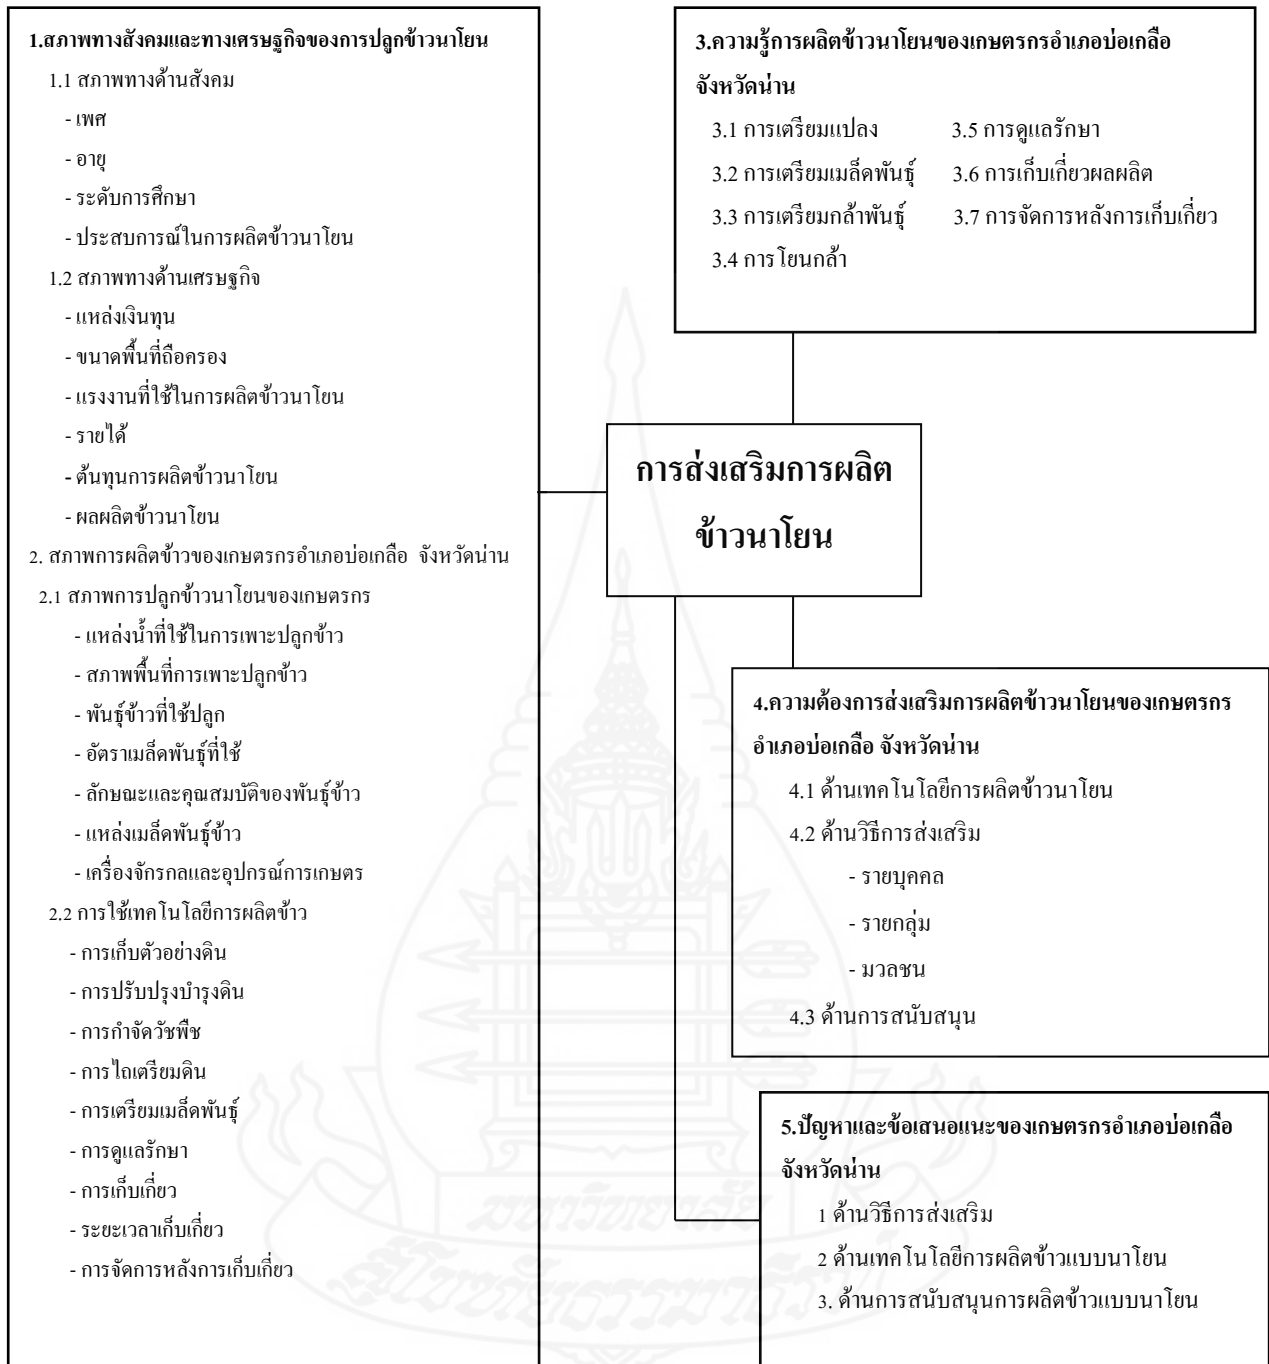 1.สภาพทางสังคมและทางเศรษฐกิจของการปลูกข้าวนาโยน
1.1 สภาพทางด้านสังคม
- เพศ
- อายุ
- ระดับการศึกษา
- ประสบการณ์ในการผลิตข้าวนาโยน
1.2 สภาพทางด้านเศรษฐกิจ
- แหล่งเงินทุน
- ขนาดพื้นที่ถือครอง
- แรงงานที่ใช้ในการผลิตข้าวนาโยน
- รายได้
- ต้นทุนการผลิตข้าวนาโยน
- ผลผลิตข้าวนาโยน
2. สภาพการผลิตข้าวของเกษตรกรอำเภอบ่อเกลือ จังหวัดน่าน
2.1 สภาพการปลูกข้าวนาโยนของเกษตรกร
- แหล่งน้ำที่ใช้ในการเพาะปลูกข้าว
- สภาพพื้นที่การเพาะปลูกข้าว
- พันธุ์ข้าวที่ใช้ปลูก
- อัตราเมล็ดพันธุ์ที่ใช้
- ลักษณะและคุณสมบัติของพันธุ์ข้าว
- แหล่งเมล็ดพันธุ์ข้าว
- เครื่องจักรกลและอุปกรณ์การเกษตร
2.2 การใช้เทคโนโลยีการผลิตข้าว
- การเก็บตัวอย่างดิน
- การปรับปรุงบำรุงดิน
- การกำจัดวัชพืช
- การไถเตรียมดิน
- การเตรียมเมล็ดพันธุ์
- การดูแลรักษา
- การเก็บเกี่ยว
- ระยะเวลาเก็บเกี่ยว
- การจัดการหลังการเก็บเกี่ยว
3.ความรู้การผลิตข้าวนาโยนของเกษตรกรอำเภอบ่อเกลือ
จังหวัดน่าน
3.1 การเตรียมแปลง 3.5 การดูแลรักษา
3.2 การเตรียมเมล็ดพันธุ์ 3.6 การเก็บเกี่ยวผลผลิต
3.3 การเตรียมกล้าพันธุ์ 3.7 การจัดการหลังการเก็บเกี่ยว
3.4 การโยนกล้า
การส่งเสริมการผลิต
ข้าวนาโยน
4.ความต้องการส่งเสริมการผลิตข้าวนาโยนของเกษตรกร
อำเภอบ่อเกลือ จังหวัดน่าน
4.1 ด้านเทคโนโลยีการผลิตข้าวนาโยน
4.2 ด้านวิธีการส่งเสริม
- รายบุคคล
- รายกลุ่ม
- มวลชน
4.3 ด้านการสนับสนุน
5.ปัญหาและข้อเสนอแนะของเกษตรกรอำเภอบ่อเกลือ
จังหวัดน่าน
1 ด้านวิธีการส่งเสริม
2 ด้านเทคโนโลยีการผลิตข้าวแบบนาโยน
3. ด้านการสนับสนุนการผลิตข้าวแบบนาโยน
มหาวิทยาลัย
สุโขทัยธรรมาธิราช